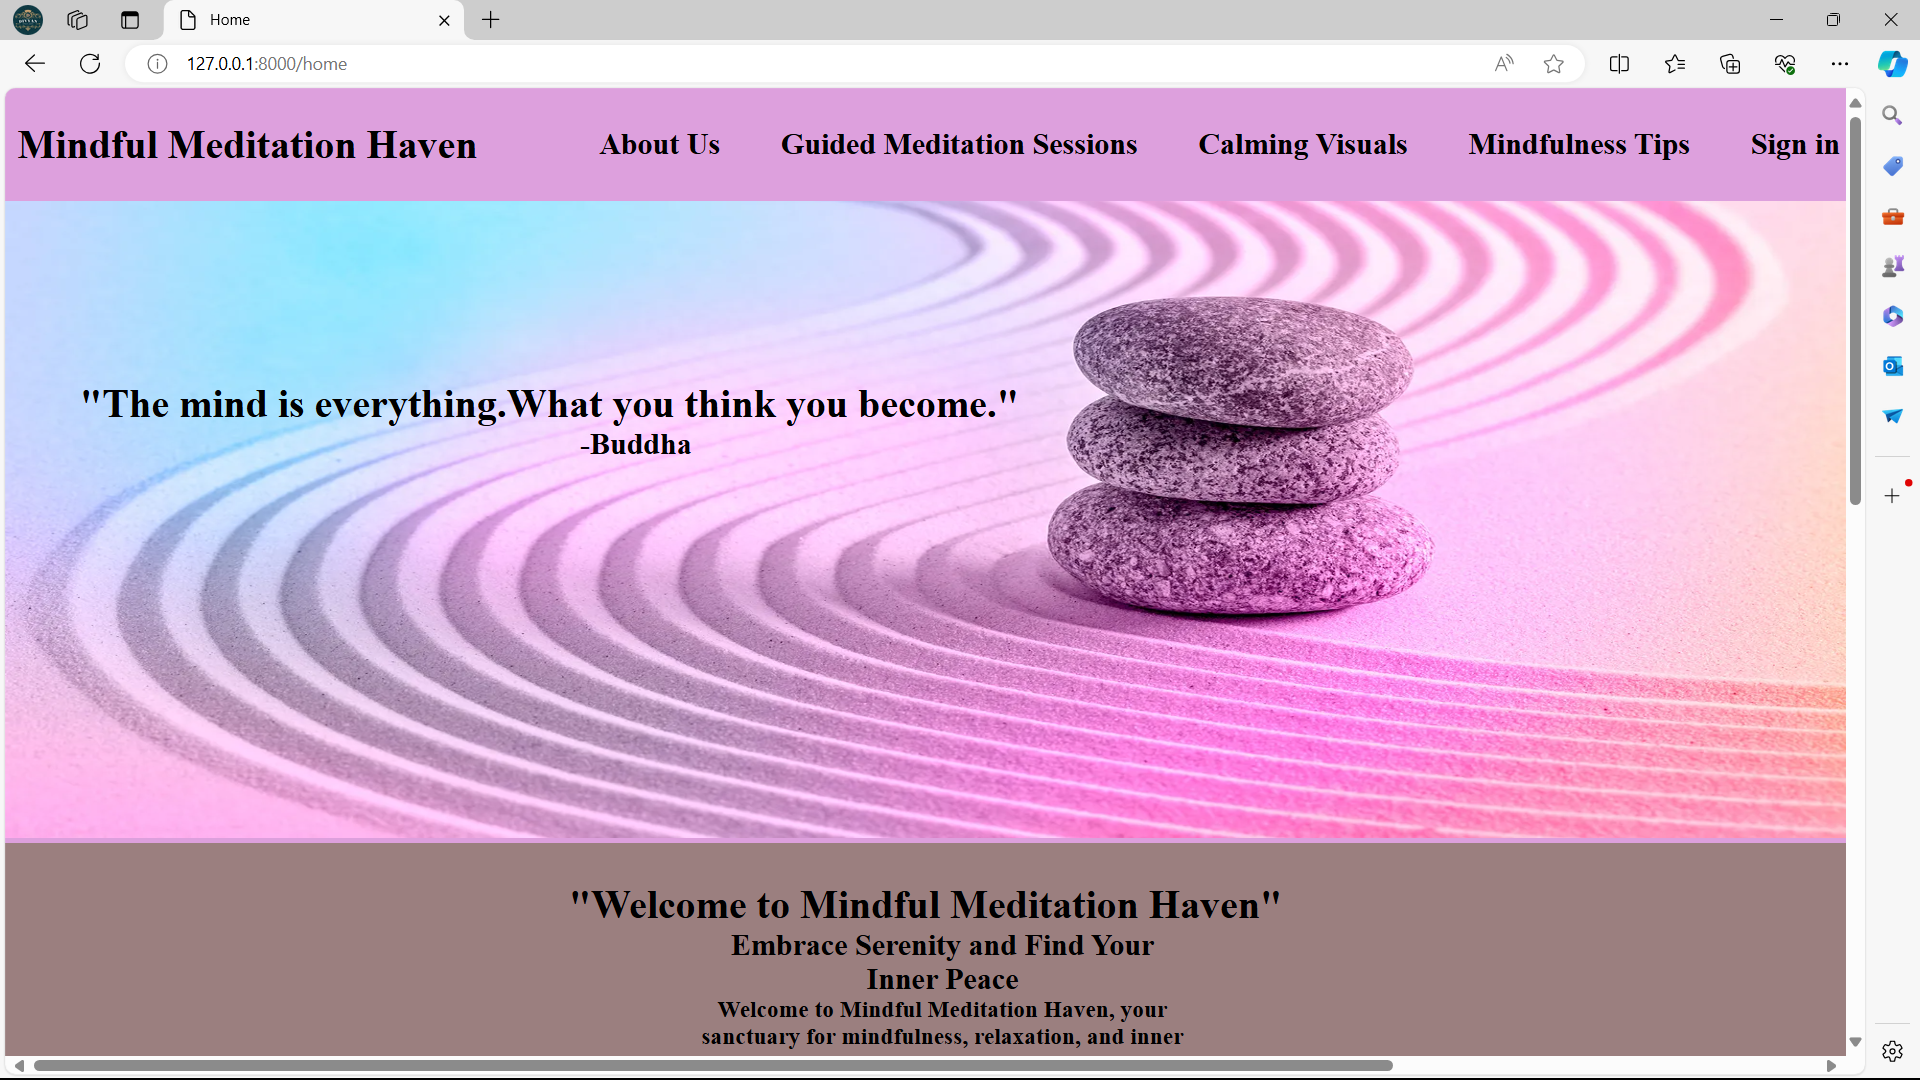 Home
127.0.0.1:8000/home
Mindful Meditation Haven About Us Guided Meditation Sessions Calming Visuals Mindfulness Tips Sign in
"The mind is everything.What you think you become."
-Buddha
"Welcome to Mindful Meditation Haven"
Embrace Serenity and Find Your
Inner Peace
Welcome to Mindful Meditation Haven, your
sanctuary for mindfulness, relaxation, and inner